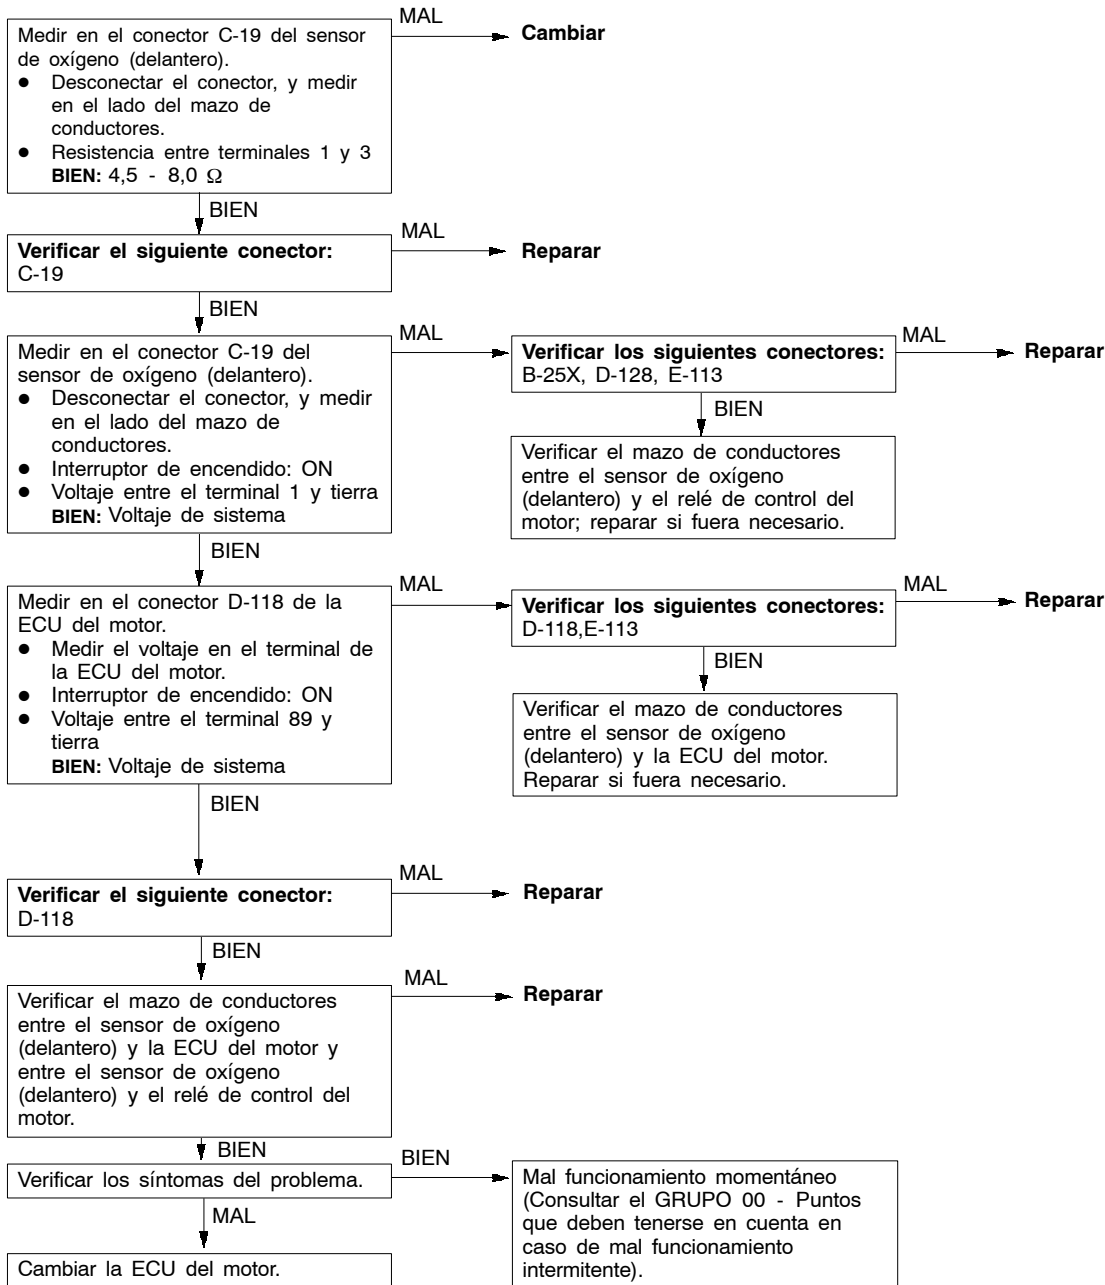 Medir en el conector C-19 del sensor
de oxígeno (delantero).
● Desconectar el conector, y medir
en el lado del mazo de
conductores.
● Resistencia entre terminales 1 y 3
BIEN: 4,5 - 8,0 Ω
MAL
Cambiar
BIEN
Verificar el siguiente conector:
C-19
MAL
Reparar
BIEN
Medir en el conector C-19 del
sensor de oxígeno (delantero).
● Desconectar el conector, y medir
en el lado del mazo de
conductores.
● Interruptor de encendido: ON
● Voltaje entre el terminal 1 y tierra
BIEN: Voltaje de sistema
MAL
Verificar los siguientes conectores:
B-25X, D-128, E-113
MAL
Reparar
BIEN
Verificar el mazo de conductores
entre el sensor de oxígeno
(delantero) y el relé de control del
motor; reparar si fuera necesario.
BIEN
Medir en el conector D-118 de la
ECU del motor.
● Medir el voltaje en el terminal de
la ECU del motor.
● Interruptor de encendido: ON
● Voltaje entre el terminal 89 y
tierra
BIEN: Voltaje de sistema
MAL
Verificar los siguientes conectores:
D-118,E-113
MAL
Reparar
BIEN
Verificar el mazo de conductores
entre el sensor de oxígeno
(delantero) y la ECU del motor.
Reparar si fuera necesario.
BIEN
Verificar el siguiente conector:
D-118
MAL
Reparar
BIEN
Verificar el mazo de conductores
entre el sensor de oxígeno
(delantero) y la ECU del motor y
entre el sensor de oxígeno
(delantero) y el relé de control del
motor.
MAL
Reparar
BIEN
Verificar los síntomas del problema.
BIEN
Mal funcionamiento momentáneo
(Consultar el GRUPO 00 - Puntos
que deben tenerse en cuenta en
caso de mal funcionamiento
intermitente).
MAL
Cambiar la ECU del motor.